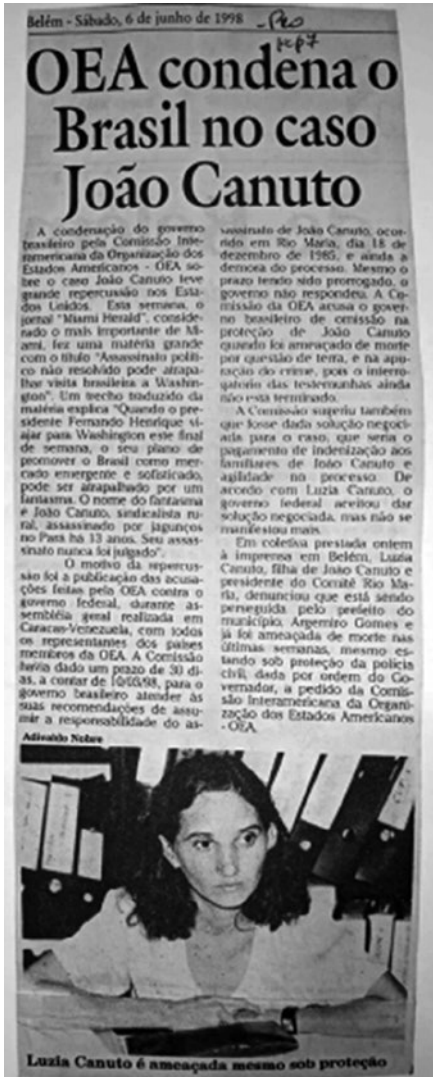 Belém - Sábado, 6 de junho de 1998
OEA condena o
Brasil no caso
João Canuto
A condenação do governo
brasileiro pela Comissão Inte-
ramericana da Organização dos
Estados Americanos - OEA so-
bre o caso João Canuto teve
grande repercussão nos Esta-
dos Unidos. Esta semana, o
jornal "Miami Herald", conside-
rado o mais importante de Mi-
ami, fez uma matéria grande
com o título "Assassinato políti-
co não resolvido pode atrapa-
lhar visita brasileira a Washing-
ton". Um trecho traduzido da
matéria explica "Quando o pre-
sidente Fernando Henrique vi-
ajar para Washington este final
de semana, o seu plano de
promover o Brasil como mer-
cado emergente e sofisticado,
pode ser atrapalhado por um
fantasma. O nome do fantasma
é João Canuto, sindicalista ru-
ral, assassinado por jagunços
no Pará há 13 anos. Seu assas-
sinato nunca foi julgado".
O motivo da repercus-
são foi a publicação das acusa-
ções feitas pela OEA contra o
governo federal, durante as-
sembléia geral realizada em
Caracas-Venezuela, com todos
os representantes dos países
membros da OEA. A Comissão
havia dado um prazo de 30 di-
as, a contar de 10/03/98, para o
governo brasileiro atender às
suas recomendações de assu-
mir a responsabilidade do as-
sassinato de João Canuto, ocor-
rido em Rio Maria, dia 18 de
dezembro de 1985, e ainda a
demora do processo. Mesmo o
prazo tendo sido prorrogado, o
governo não respondeu. A Co-
missão da OEA acusa o gover-
no brasileiro de omissão na
proteção de João Canuto
quando foi ameaçado de morte
por questão de terra, e na apu-
ração do crime, pois o interro-
gatório das testemunhas ainda
não está terminado.
A Comissão sugeriu também
que fosse dada solução negoci-
ada para o caso, que seria o
pagamento de indenização aos
familiares de João Canuto e
agilidade no processo. De
acordo com Luzia Canuto, o
governo federal aceitou dar
solução negociada, mas não se
manifestou mais.
Em coletiva prestada ontem
à imprensa em Belém, Luzia
Canuto, filha de João Canuto e
presidente do Comitê Rio Ma-
ria, denunciou que está sendo
perseguida pelo prefeito do
município, Argemiro Gomes e
já foi ameaçada de morte nas
últimas semanas, mesmo es-
tando sob proteção da polícia
civil, dada por ordem do Go-
vernador, a pedido da Comis-
são Interamericana da Organi-
zação dos Estados Americanos
- OEA.
Adivaldo Nobre
Luzia Canuto é ameaçada mesmo sob proteção